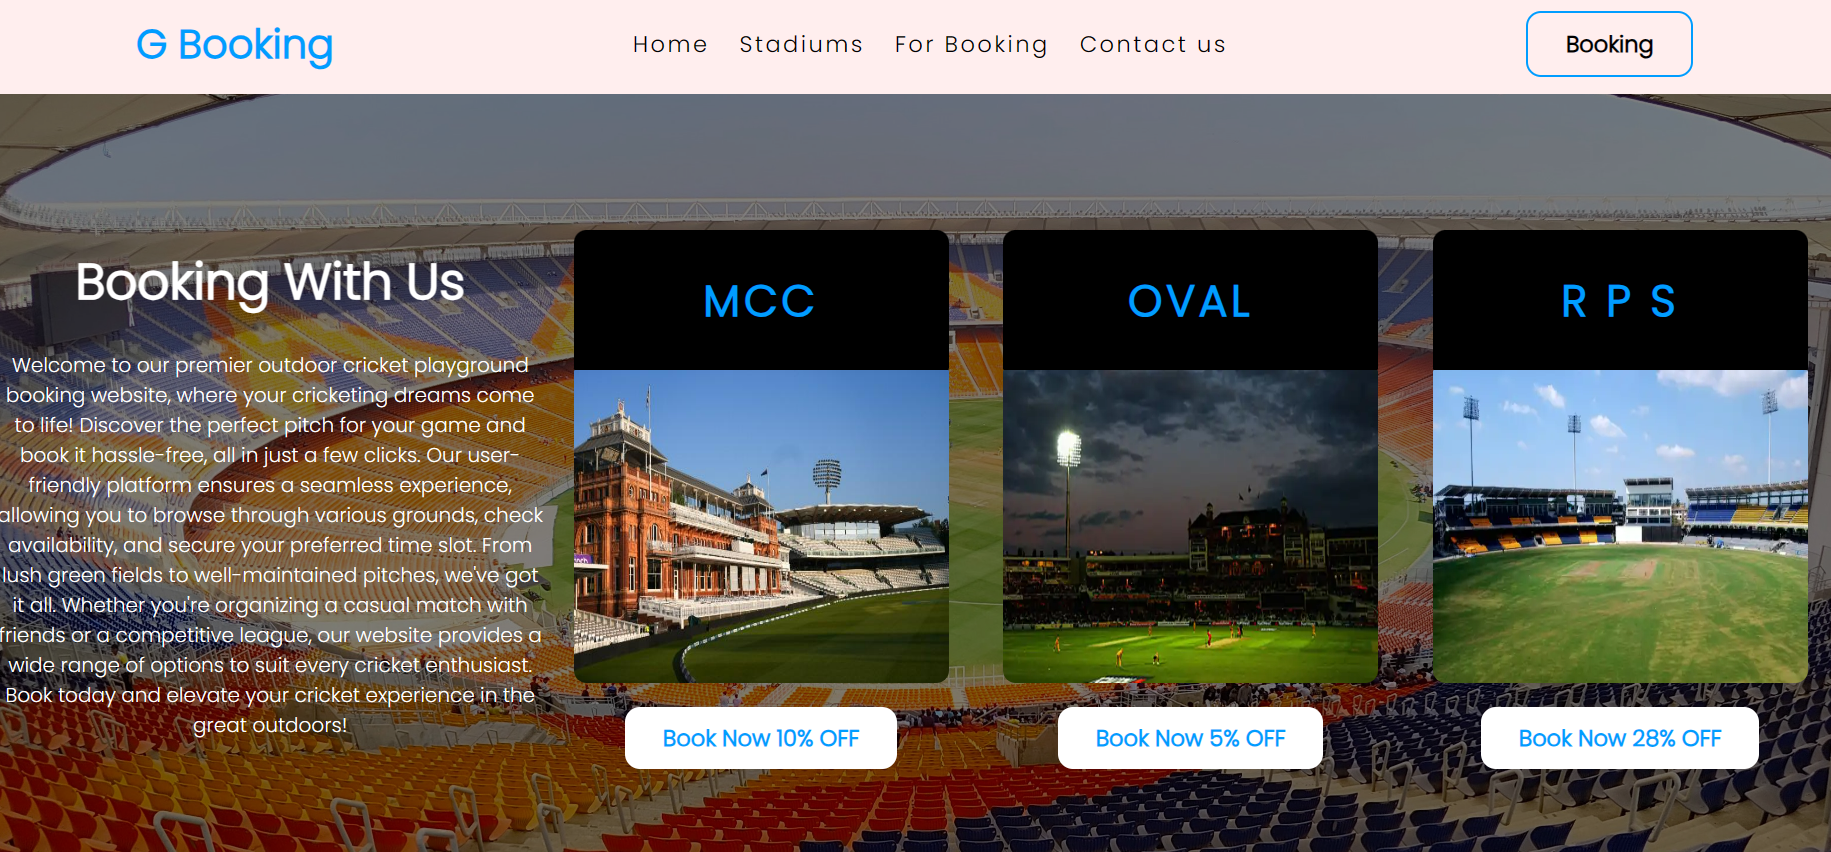 G Booking
Home Stadiums For Booking Contact us
Booking
Booking With Us
Welcome to our premier outdoor cricket playground
booking website, where your cricketing dreams come
to life! Discover the perfect pitch for your game and
book it hassle-free, all in just a few clicks. Our user-
friendly platform ensures a seamless experience,
allowing you to browse through various grounds, check
availability, and secure your preferred time slot. From
lush green fields to well-maintained pitches, we've got
it all. Whether you're organizing a casual match with
friends or a competitive league, our website provides a
wide range of options to suit every cricket enthusiast.
Book today and elevate your cricket experience in the
great outdoors!
MCC
Book Now 10% OFF
OVAL
Book Now 5% OFF
R P S
Book Now 28% OFF